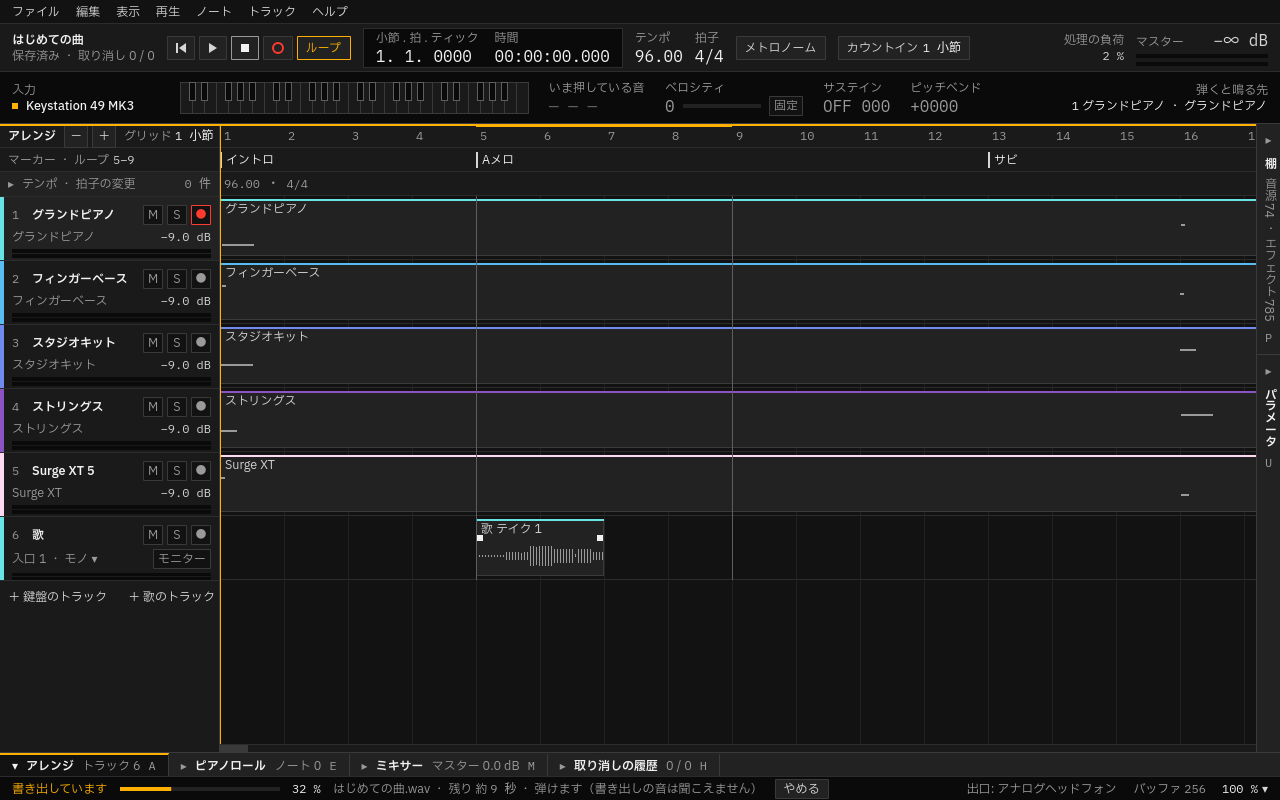 ファイル 編集 表示 再生 ノート トラック ヘルプ
はじめての曲
保存済み · 取り消し 0 / 0
ループ
小節 . 拍 . ティック 時間
1. 1. 0000 00:00:00.000
テンポ 拍子
96.00 4/4
メトロノーム
カウントイン 1 小節
処理の負荷
2 %
マスター −∞ dB
入力
Keystation 49 MK3
いま押している音
— — —
ベロシティ
0 固定
サステイン
OFF 000
ピッチベンド
+0000
弾くと鳴る先
1 グランドピアノ · グランドピアノ
アレンジ − + グリッド 1 小節
1 2 3 4 5 6 7 8 9 10 11 12 13 14 15 16 1
マーカー · ループ 5–9
イントロ Aメロ サビ
▸ テンポ · 拍子の変更 0 件
96.00 · 4/4
1 グランドピアノ M S
グランドピアノ −9.0 dB
グランドピアノ
2 フィンガーベース M S
フィンガーベース −9.0 dB
フィンガーベース
3 スタジオキット M S
スタジオキット −9.0 dB
スタジオキット
4 ストリングス M S
ストリングス −9.0 dB
ストリングス
5 Surge XT 5 M S
Surge XT −9.0 dB
Surge XT
6 歌 M S
入口 1 · モノ ▾ モニター
歌 テイク 1
+ 鍵盤のトラック + 歌のトラック
▸ 棚 音源 74 · エフェクト 785 P
▸ パラメータ U
▾ アレンジ トラック 6 A
▸ ピアノロール ノート 0 E
▸ ミキサー マスター 0.0 dB M
▸ 取り消しの履歴 0 / 0 H
書き出しています 32 % はじめての曲.wav · 残り 約 9 秒 · 弾けます（書き出しの音は聞こえません） やめる
出口: アナログヘッドフォン バッファ 256 100 % ▾